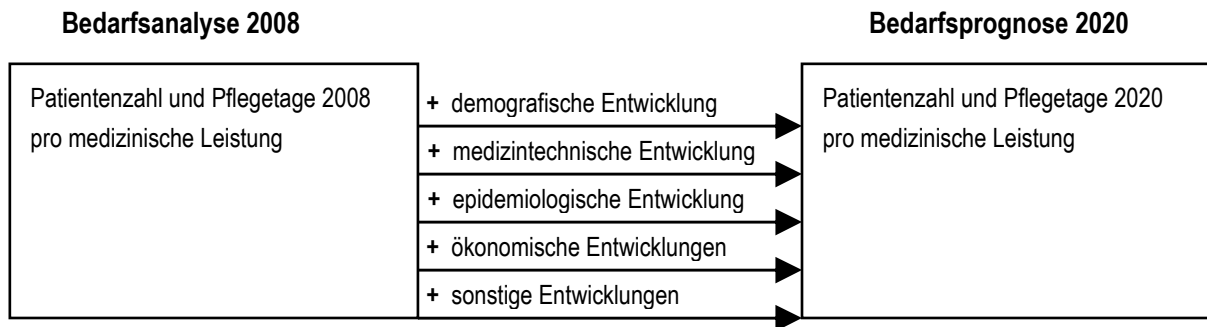 Bedarfsanalyse 2008
Bedarfsprognose 2020
Patientenzahl und Pflegetage 2008
pro medizinische Leistung
+ demografische Entwicklung
+ medizintechnische Entwicklung
+ epidemiologische Entwicklung
+ ökonomische Entwicklungen
+ sonstige Entwicklungen
Patientenzahl und Pflegetage 2020
pro medizinische Leistung